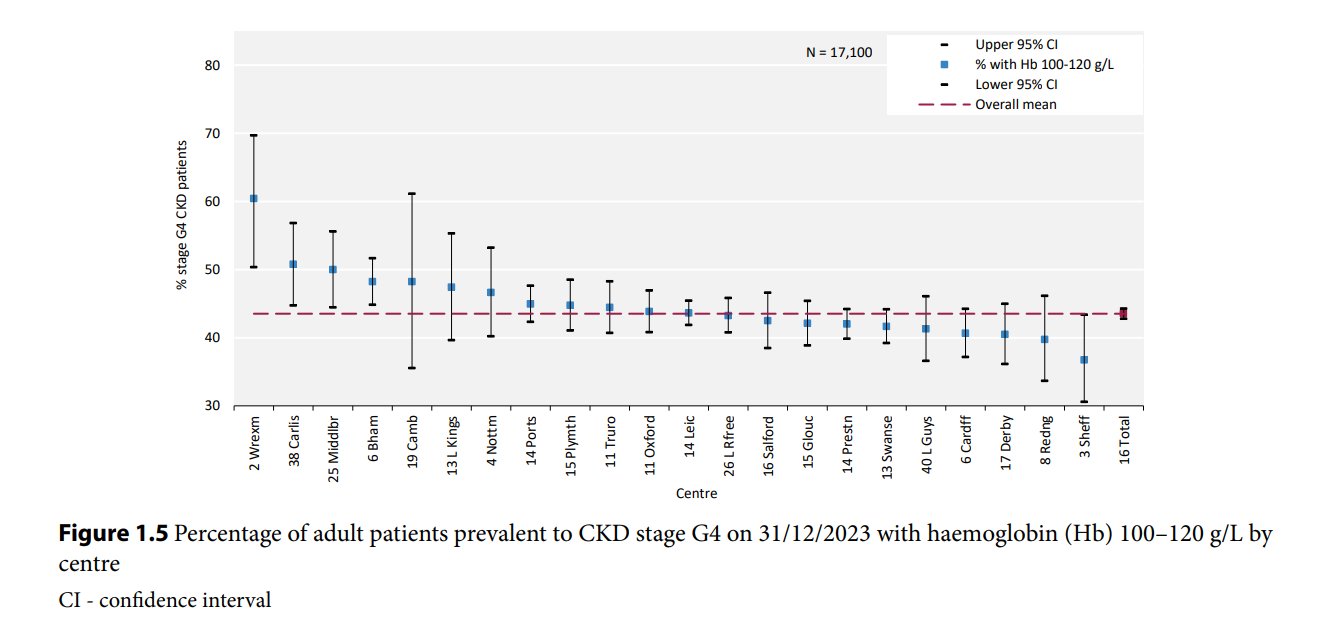 N = 17,100
Upper 95% CI
% with Hb 100-120 g/L
Lower 95% CI
Overall mean
% stage G4 CKD patients
80
70
60
50
40
30
2 Wrexm
38 Carlis
25 Middlbr
6 Bham
19 Camb
13 L Kings
4 Nottm
14 Ports
15 Plymth
11 Truro
11 Oxford
14 Leic
26 L Rfree
16 Salford
15 Glouc
14 Prestn
13 Swanse
40 L Guys
6 Cardff
17 Derby
8 Redng
3 Sheff
16 Total
Centre
Figure 1.5 Percentage of adult patients prevalent to CKD stage G4 on 31/12/2023 with haemoglobin (Hb) 100–120 g/L by
centre
CI - confidence interval